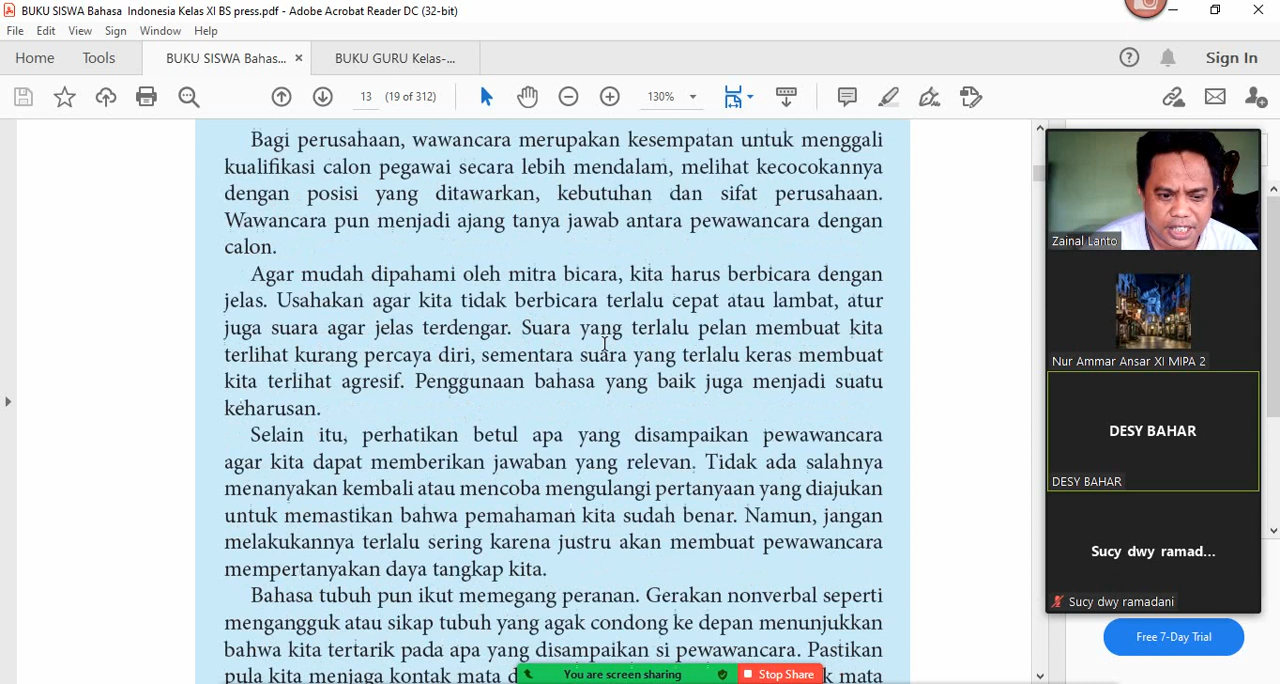 BUKU SISWA Bahasa Indonesia Kelas XI BS press.pdf - Adobe Acrobat Reader DC (32-bit)
File Edit View Sign Window Help
Home Tools BUKU SISWA Bahas... × BUKU GURU Kelas-... Sign In
13 (19 of 312) 130%
Bagi perusahaan, wawancara merupakan kesempatan untuk menggali
kualifikasi calon pegawai secara lebih mendalam, melihat kecocokannya
dengan posisi yang ditawarkan, kebutuhan dan sifat perusahaan.
Wawancara pun menjadi ajang tanya jawab antara pewawancara dengan
calon.
Agar mudah dipahami oleh mitra bicara, kita harus berbicara dengan
jelas. Usahakan agar kita tidak berbicara terlalu cepat atau lambat, atur
juga suara agar jelas terdengar. Suara yang terlalu pelan membuat kita
terlihat kurang percaya diri, sementara suara yang terlalu keras membuat
kita terlihat agresif. Penggunaan bahasa yang baik juga menjadi suatu
keharusan.
Selain itu, perhatikan betul apa yang disampaikan pewawancara
agar kita dapat memberikan jawaban yang relevan. Tidak ada salahnya
menanyakan kembali atau mencoba mengulangi pertanyaan yang diajukan
untuk memastikan bahwa pemahaman kita sudah benar. Namun, jangan
melakukannya terlalu sering karena justru akan membuat pewawancara
mempertanyakan daya tangkap kita.
Bahasa tubuh pun ikut memegang peranan. Gerakan nonverbal seperti
mengangguk atau sikap tubuh yang agak condong ke depan menunjukkan
bahwa kita tertarik pada apa yang disampaikan si pewawancara. Pastikan
pula kita menjaga kontak mata
mata
You are screen sharing Stop Share
Zainal Lanto
Nur Ammar Ansar XI MIPA 2
DESY BAHAR
DESY BAHAR
Sucy dwy ramad...
Sucy dwy ramadani
Free 7-Day Trial